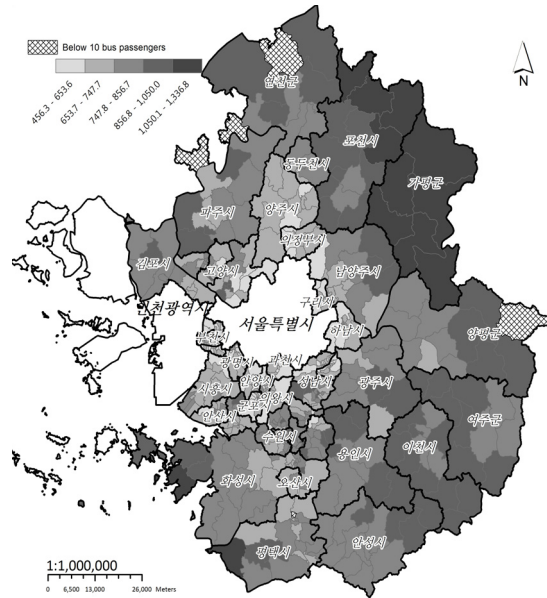 Below 10 bus passengers
456.3 - 653.6
653.7 - 747.7
747.8 - 856.7
856.8 - 1,050.0
1,050.1 - 1,336.8
N
연천군
포천시
동두천시
가평군
파주시
양주시
의정부시
김포시
고양시
남양주시
인천광역시
구리시
서울특별시
하남시
양평군
부천시
광명시
과천시
시흥시
안양시
성남시
광주시
의왕시
군포시
안산시
여주군
수원시
용인시
이천시
화성시
오산시
평택시
안성시
1:1,000,000
0 6,500 13,000 26,000 Meters